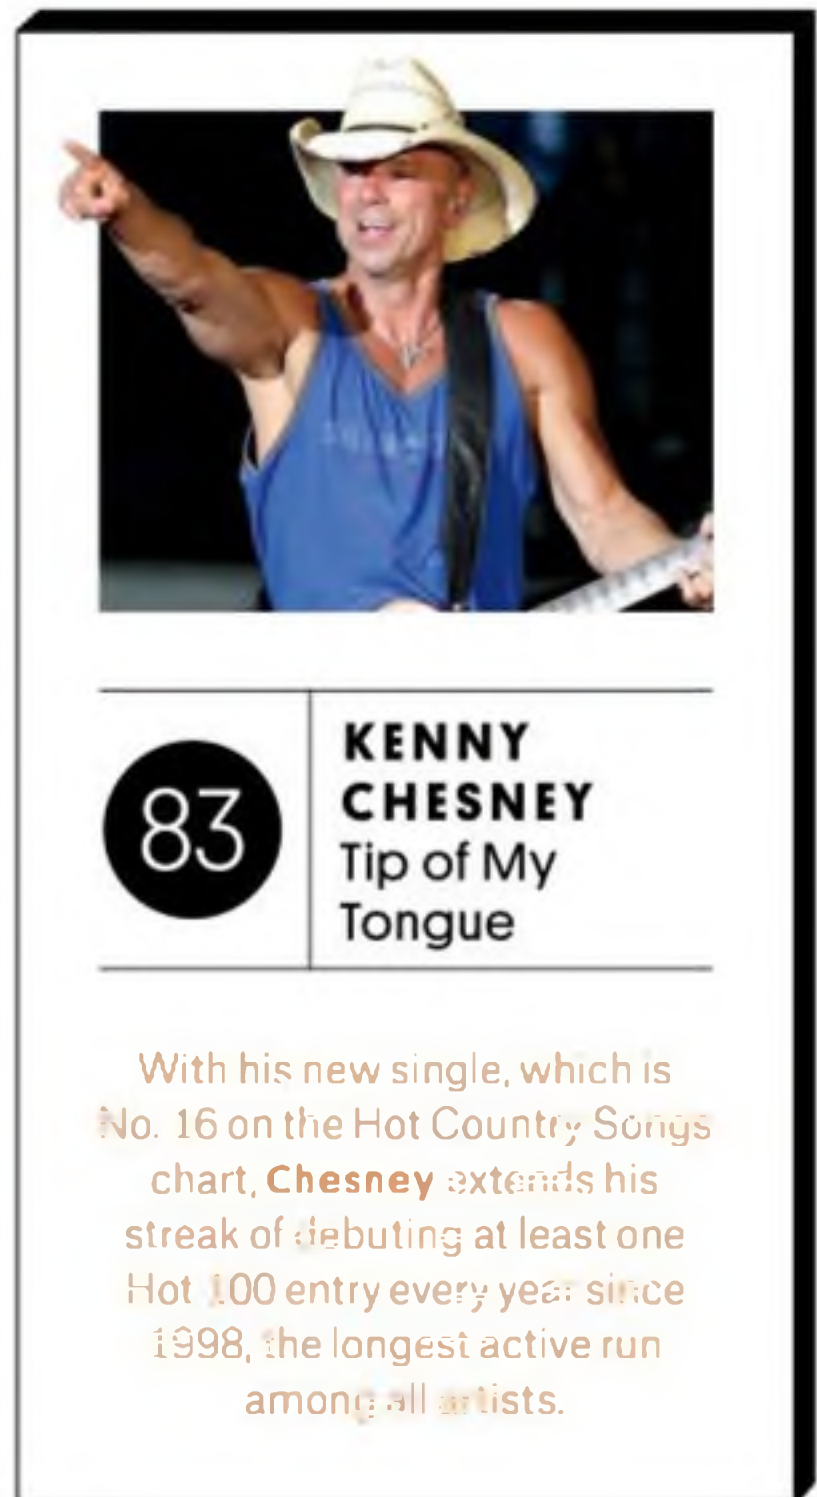 83
KENNY
CHESNEY
Tip of My
Tongue
With his new single, which is
No. 16 on the Hot Country Songs
chart, Chesney extends his
streak of debuting at least one
Hot 100 entry every year since
1998, the longest active run
among all artists.